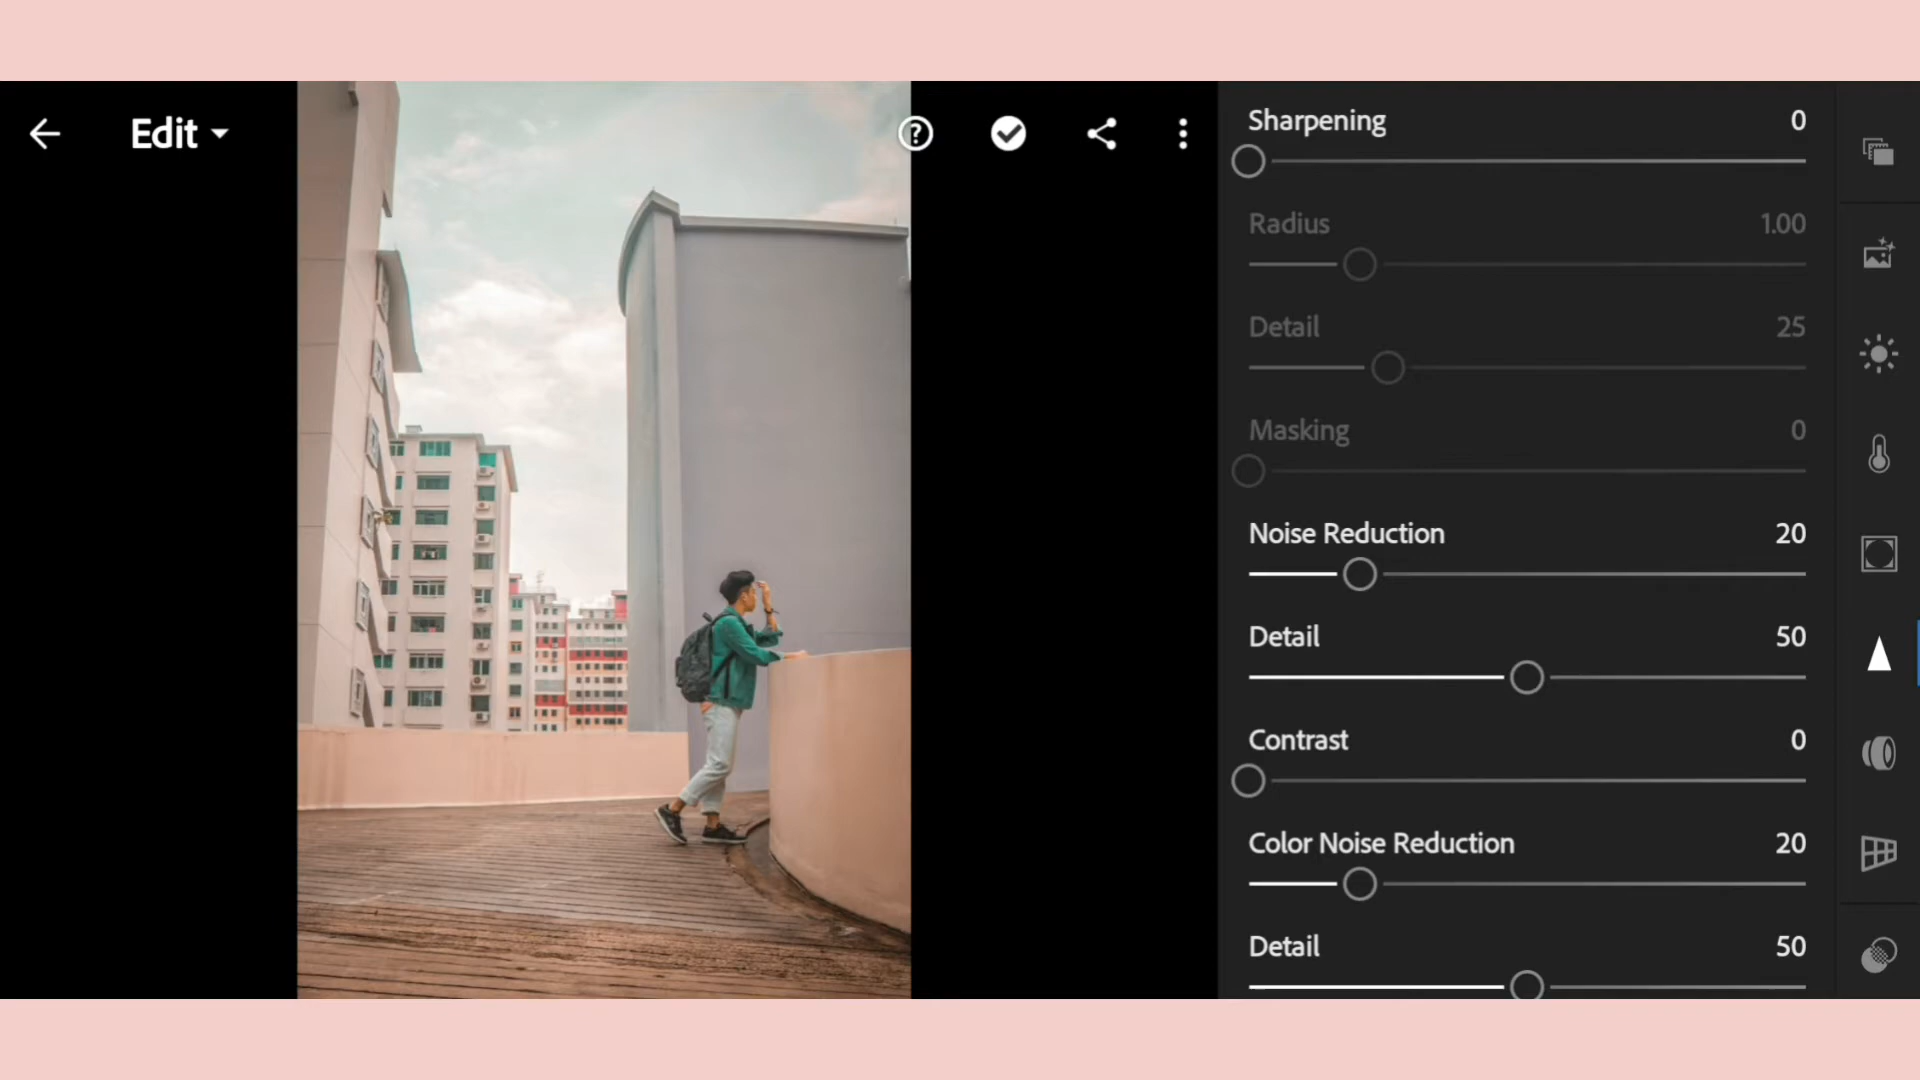 Edit
?
Sharpening 0
Radius 1.00
Detail 25
Masking 0
Noise Reduction 20
Detail 50
Contrast 0
Color Noise Reduction 20
Detail 50